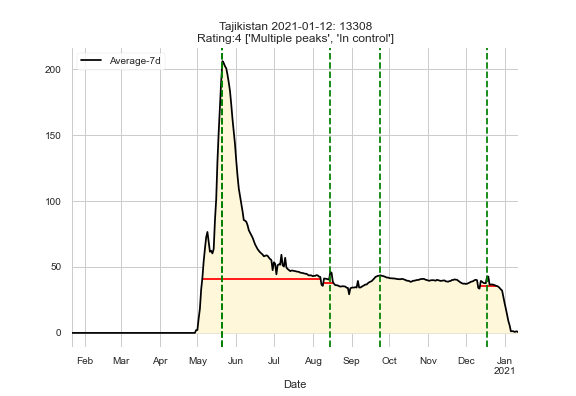 Tajikistan 2021-01-12: 13308
Rating:4 ['Multiple peaks', 'In control']
Average-7d
200
150
100
50
0
Feb Mar Apr May Jun Jul Aug Sep Oct Nov Dec Jan
2021
Date